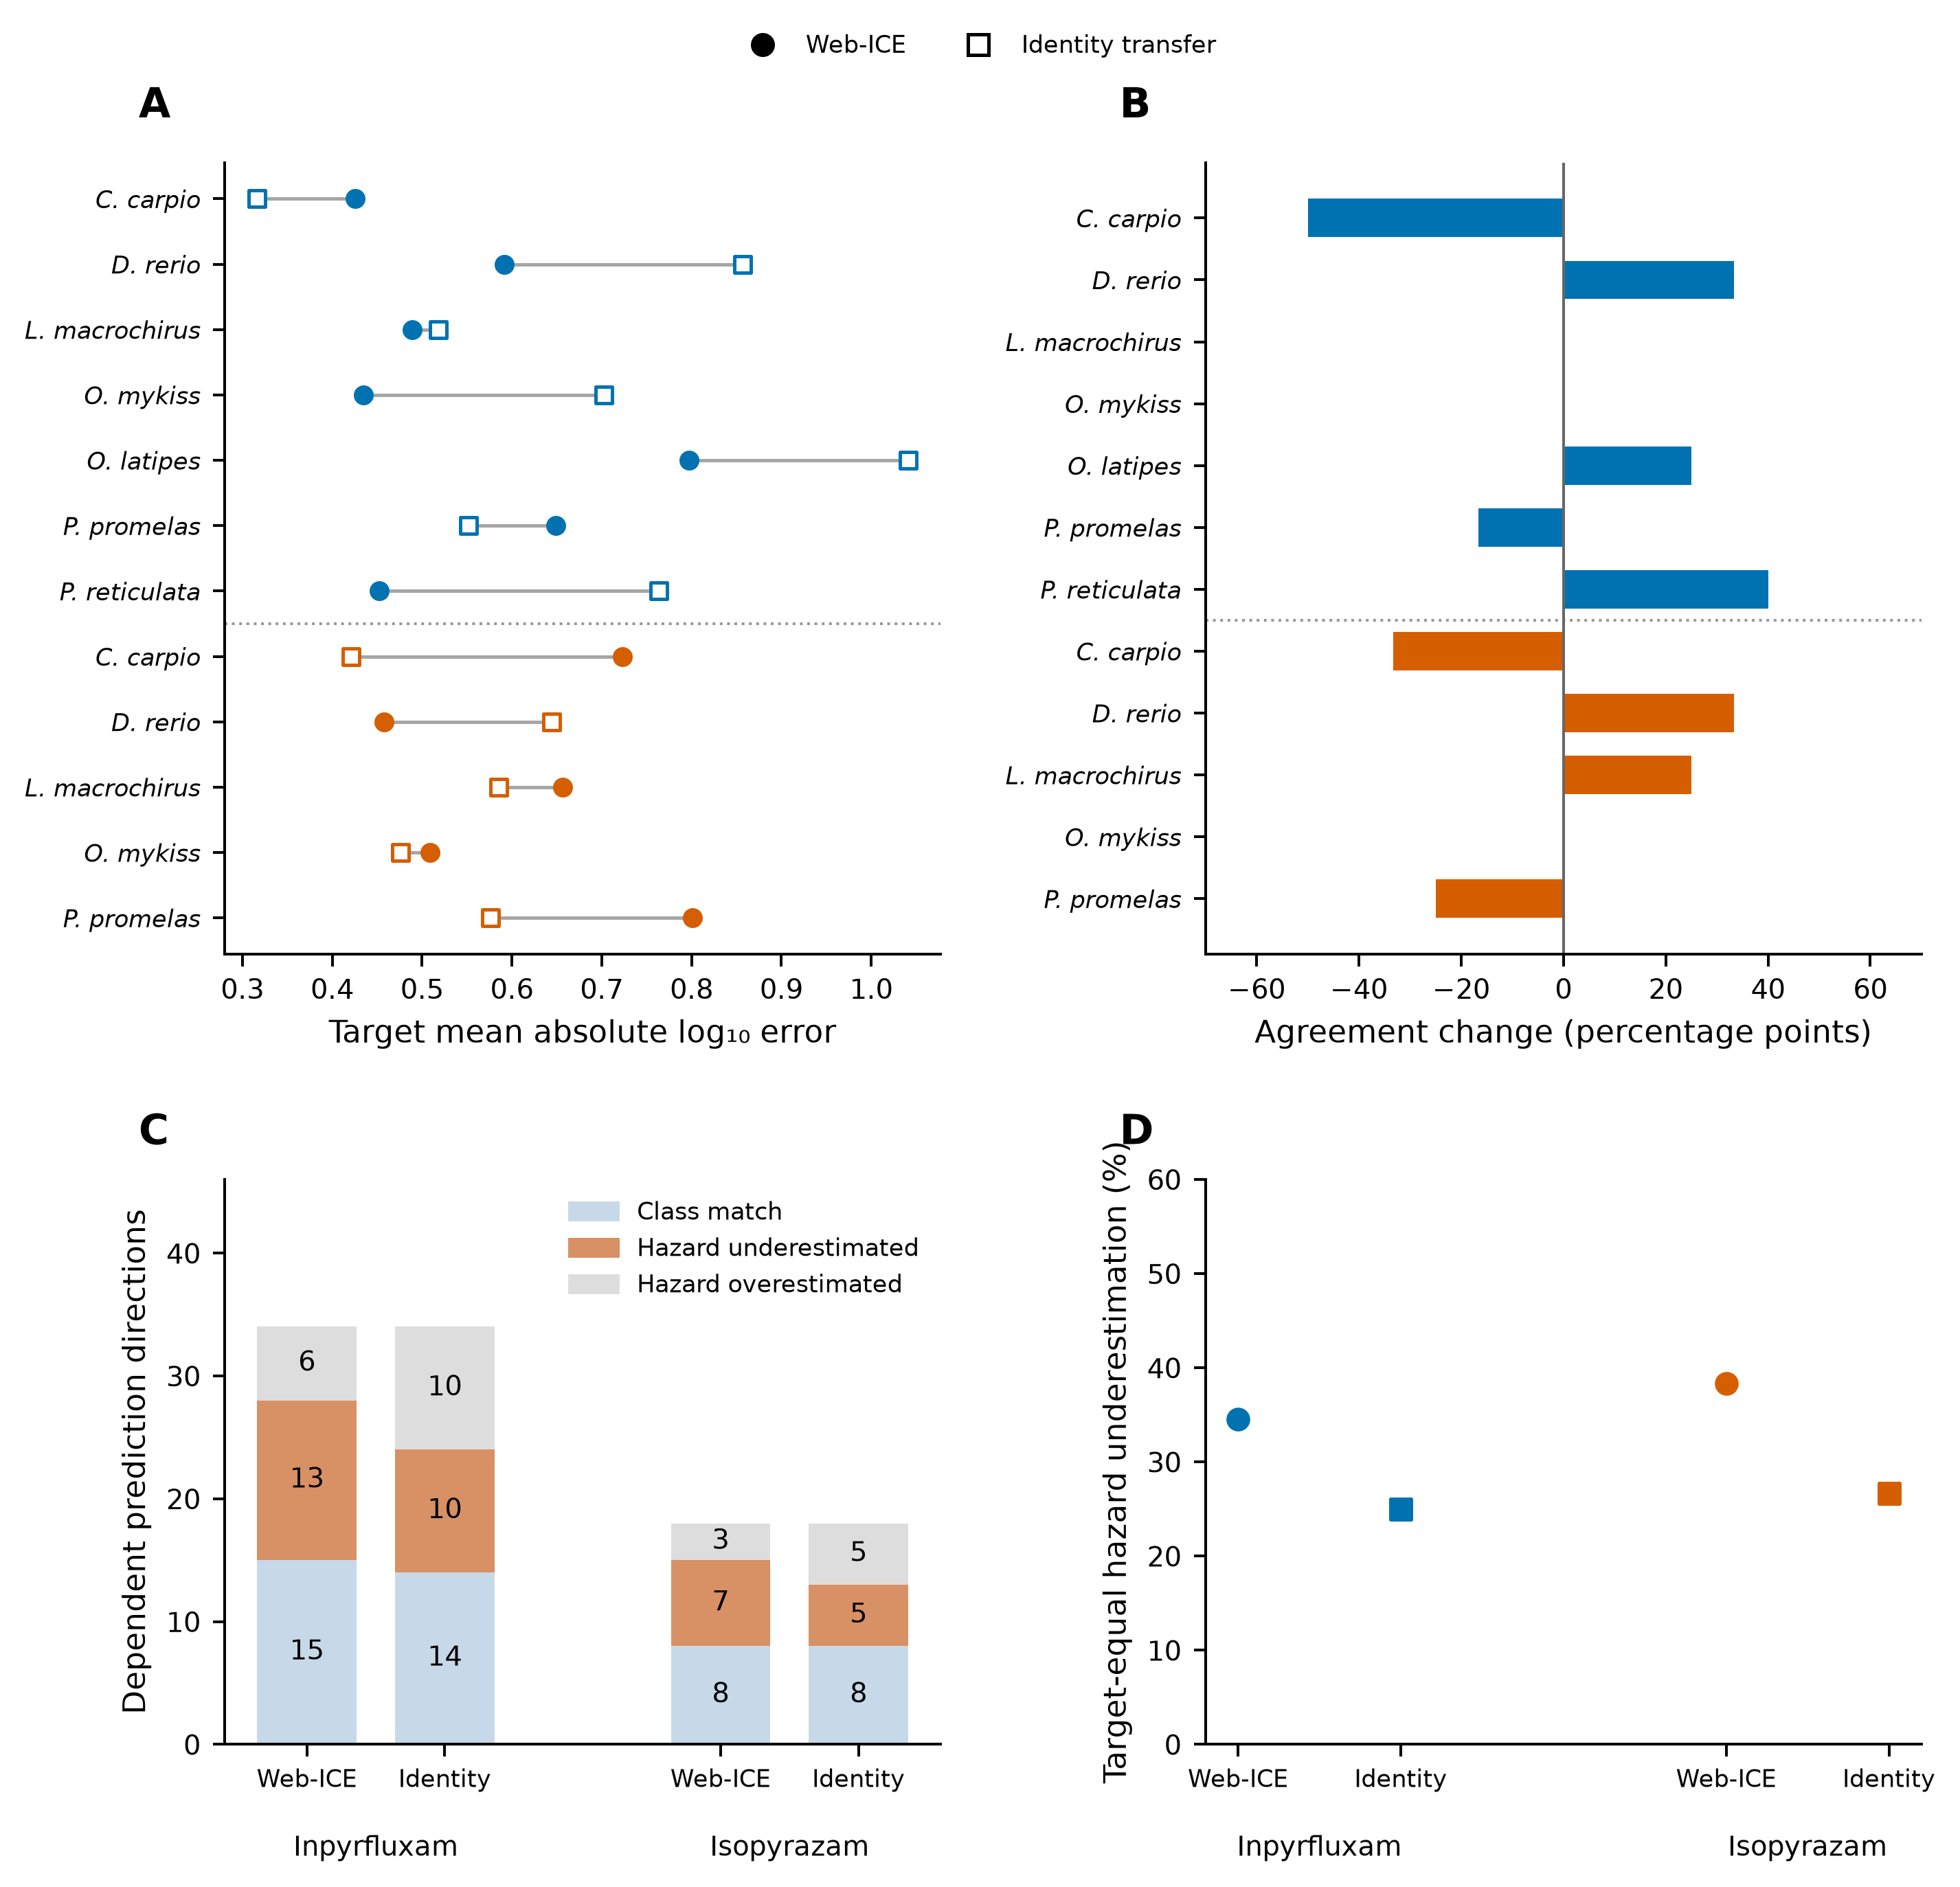 Web-ICE   Identity transfer
A
C. carpio
D. rerio
L. macrochirus
O. mykiss
O. latipes
P. promelas
P. reticulata
C. carpio
D. rerio
L. macrochirus
O. mykiss
P. promelas
0.3 0.4 0.5 0.6 0.7 0.8 0.9 1.0
Target mean absolute log₁₀ error
B
C. carpio
D. rerio
L. macrochirus
O. mykiss
O. latipes
P. promelas
P. reticulata
C. carpio
D. rerio
L. macrochirus
O. mykiss
P. promelas
−60 −40 −20 0 20 40 60
Agreement change (percentage points)
C
Dependent prediction directions
40
30
20
10
0
Class match
Hazard underestimated
Hazard overestimated
6
13
15
10
10
14
3
7
8
5
5
8
Web-ICE Identity Web-ICE Identity
Inpyrfluxam Isopyrazam
D
Target-equal hazard underestimation (%)
60
50
40
30
20
10
0
Web-ICE Identity Web-ICE Identity
Inpyrfluxam Isopyrazam